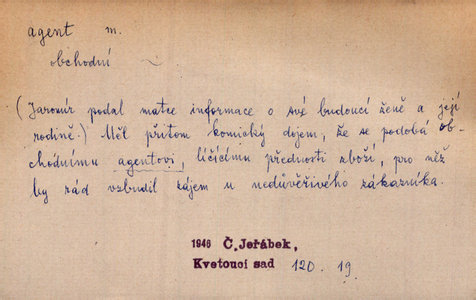 agent m.
obchodní ~
(Jaromír podal matce informace o své budoucí ženě a její
rodině.) Měl přitom komický dojem, že se podobá ob-
chodnímu agentovi, líčícímu přednosti zboží, pro něž
by rád vzbudil zájem u nedůvěřivého zákazníka.
1946 Č. Jeřábek,
Kvetoucí sad 120. 19